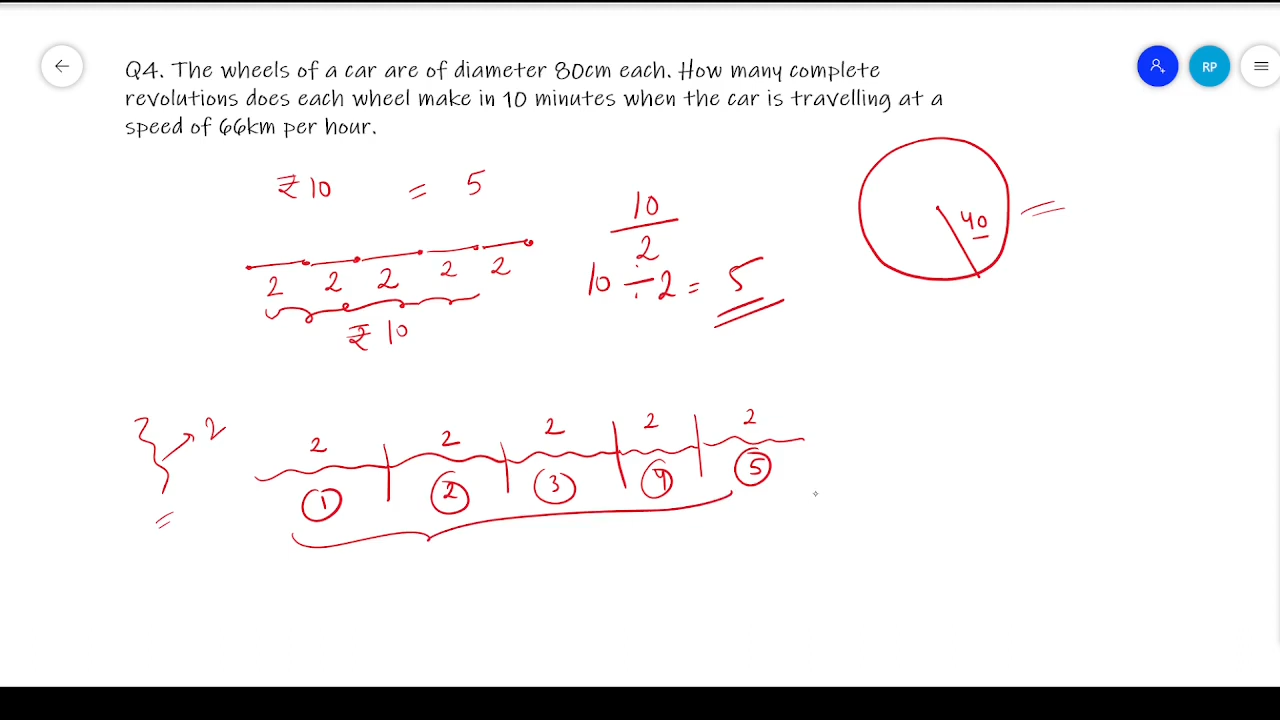 Q4. The wheels of a car are of diameter 80cm each. How many complete
revolutions does each wheel make in 10 minutes when the car is travelling at a
speed of 66km per hour.
RP
₹10 = 5
10
2
10 ÷ 2 = 5
40
2 2 2 2 2
₹ 10
2
2 2 2 2 2
1 2 3 4 5